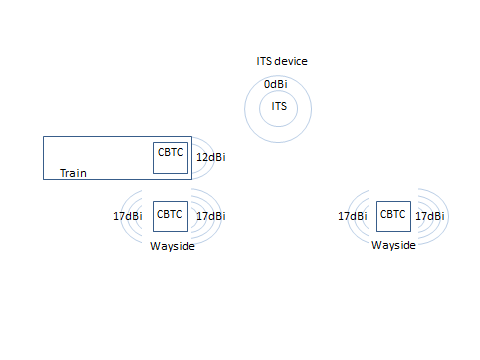 ITS device
0dBi
ITS
CBTC
12dBi
Train
17dBi
CBTC
17dBi
Wayside
17dBi
CBTC
17dBi
Wayside